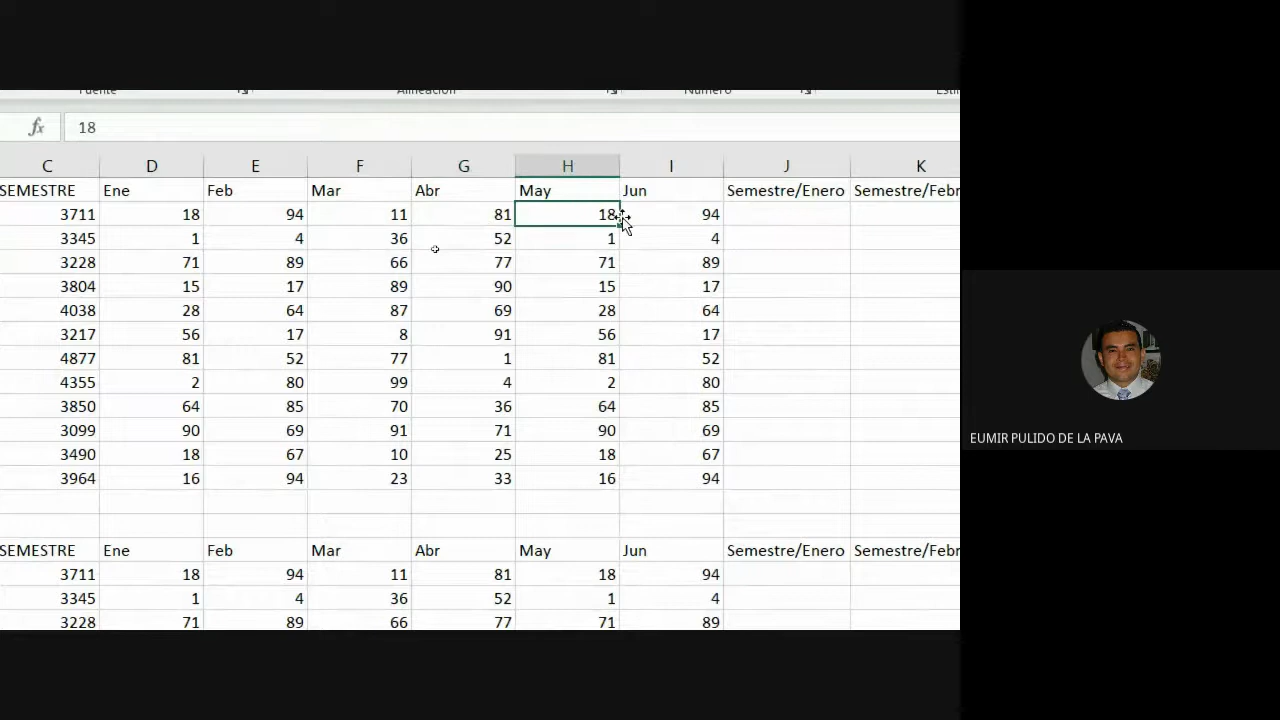 Fuente Alineación Número
fx 18
C D E F G H I J K
SEMESTRE Ene Feb Mar Abr May Jun Semestre/Enero Semestre/Febr
3711 18 94 11 81 18 94
3345 1 4 36 52 1 4
3228 71 89 66 77 71 89
3804 15 17 89 90 15 17
4038 28 64 87 69 28 64
3217 56 17 8 91 56 17
4877 81 52 77 1 81 52
4355 2 80 99 4 2 80
3850 64 85 70 36 64 85
3099 90 69 91 71 90 69
3490 18 67 10 25 18 67
3964 16 94 23 33 16 94
SEMESTRE Ene Feb Mar Abr May Jun Semestre/Enero Semestre/Febr
3711 18 94 11 81 18 94
3345 1 4 36 52 1 4
3228 71 89 66 77 71 89
EUMIR PULIDO DE LA PAVA